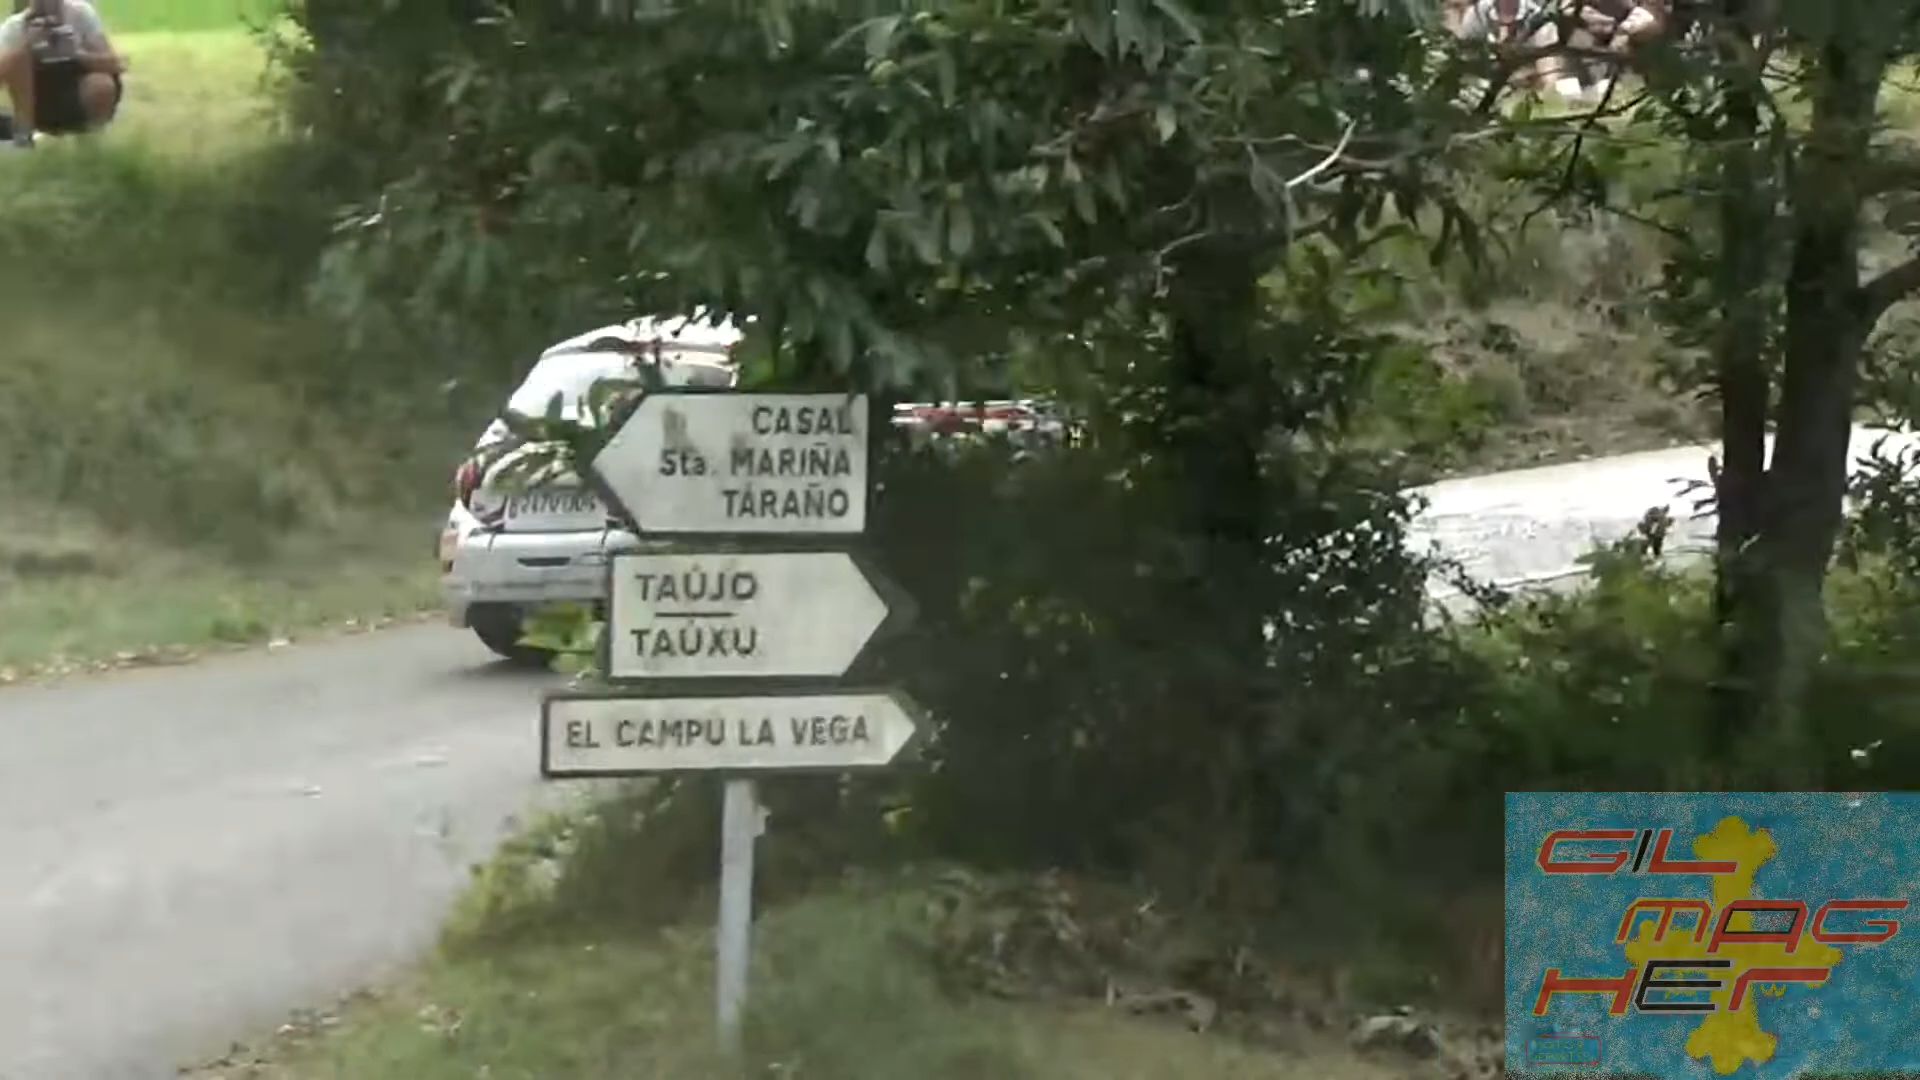 CASAL
Sta. MARIÑA
TARAÑO
TAÚJO
TAÚXU
EL CAMPU LA VEGA
GIL
MAG
HER